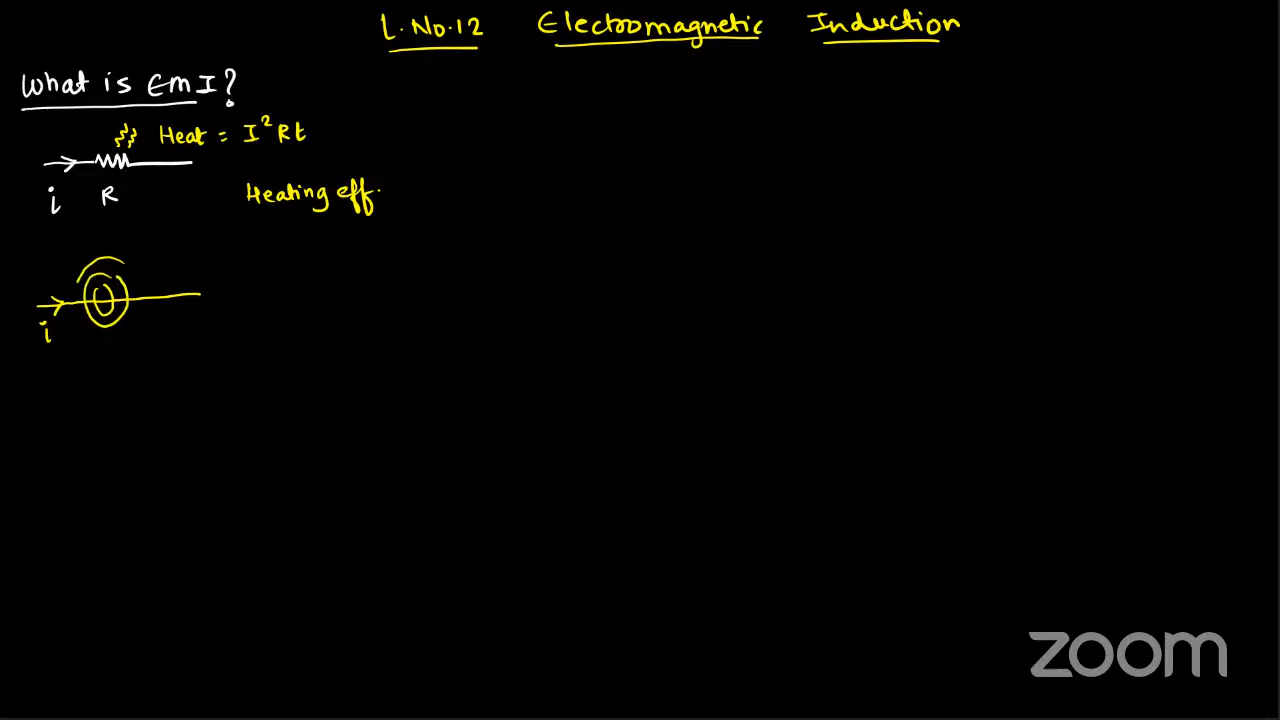 L.No.12 Electromagnetic Induction
What is EMI?
Heat = I²Rt
i R
Heating eff.
i
zoom